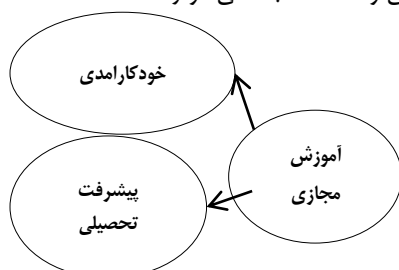 خودکارامدی
آموزش
مجازی
پیشرفت
تحصیلی